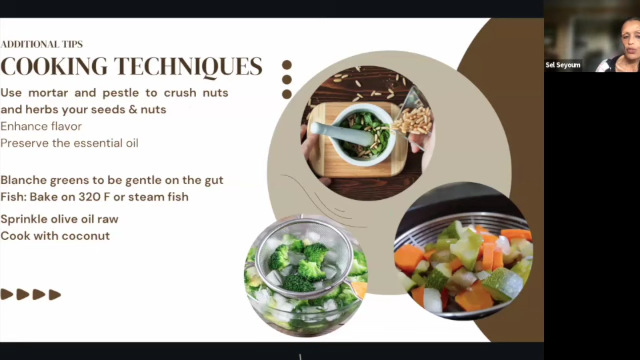 ADDITIONAL TIPS
COOKING TECHNIQUES
Use mortar and pestle to crush nuts
and herbs your seeds & nuts
Enhance flavor
Preserve the essential oil
Blanche greens to be gentle on the gut
Fish: Bake on 320 F or steam fish
Sprinkle olive oil raw
Cook with coconut
Sel Seyoum